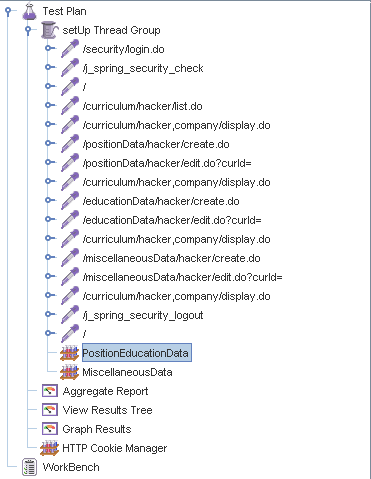 Test Plan
setUp Thread Group
/security/login.do
/j_spring_security_check
/
/curriculum/hacker/list.do
/curriculum/hacker,company/display.do
/positionData/hacker/create.do
/positionData/hacker/edit.do?curId=
/curriculum/hacker,company/display.do
/educationData/hacker/create.do
/educationData/hacker/edit.do?curId=
/curriculum/hacker,company/display.do
/miscellaneousData/hacker/create.do
/miscellaneousData/hacker/edit.do?curId=
/curriculum/hacker,company/display.do
/j_spring_security_logout
/
PositionEducationData
MiscellaneousData
Aggregate Report
View Results Tree
Graph Results
HTTP Cookie Manager
WorkBench